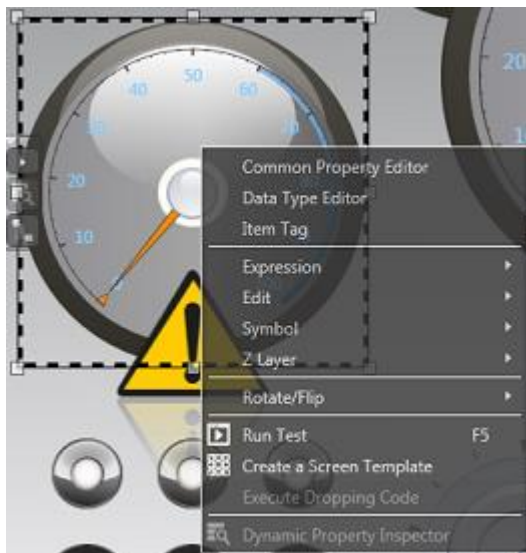 50
40
60
20
20
10
Common Property Editor
Data Type Editor
Item Tag
Expression
Edit
Symbol
Z Layer
Rotate/Flip
Run Test F5
Create a Screen Template
Execute Dropping Code
Dynamic Property Inspector